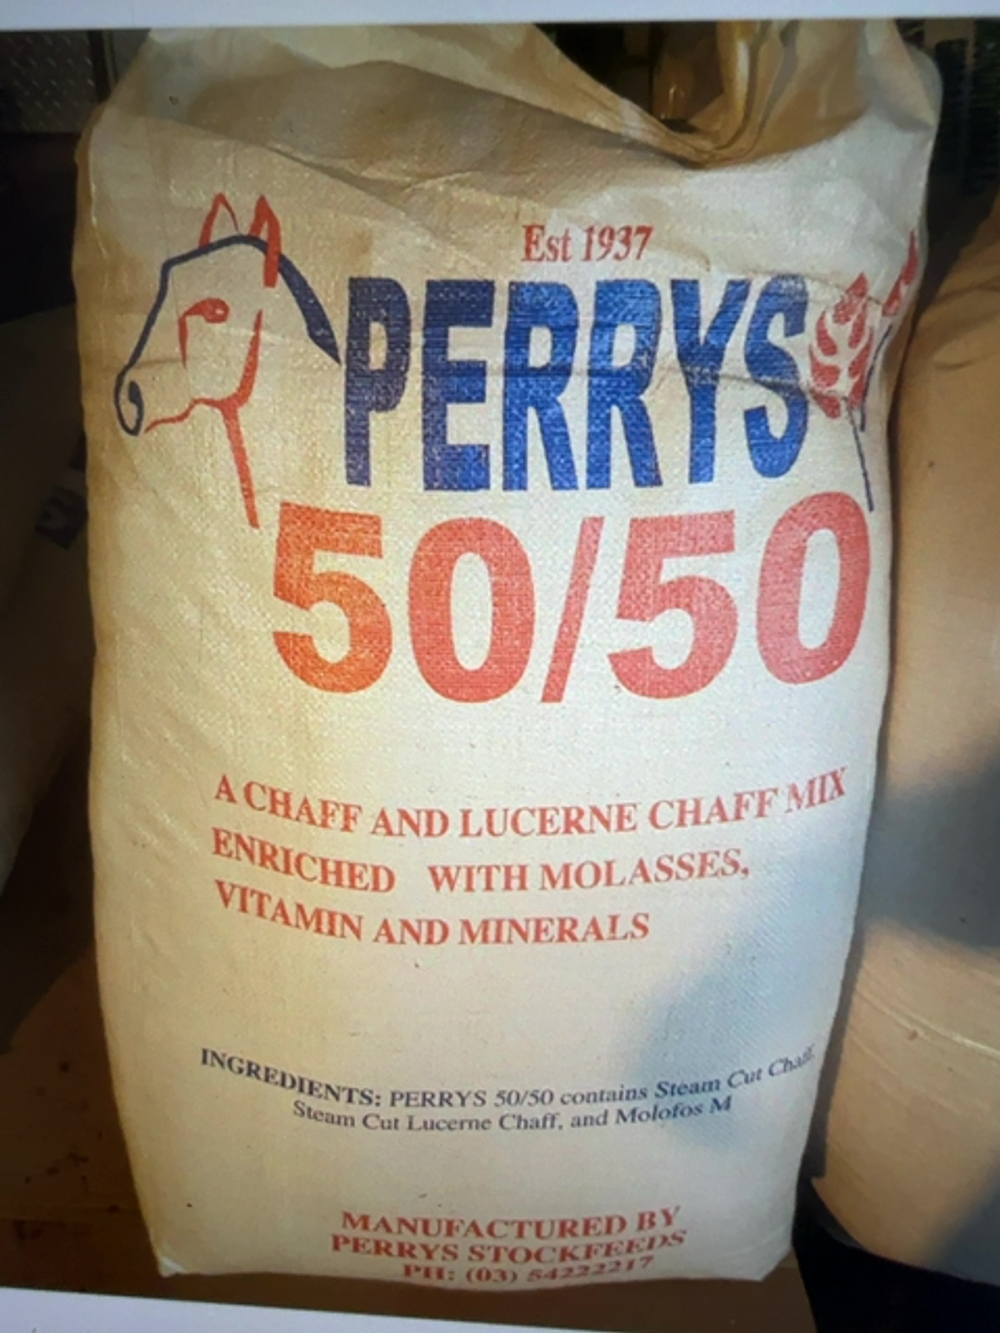 Est 1937
PERRYS
50/50
A CHAFF AND LUCERNE CHAFF MIX
ENRICHED WITH MOLASSES,
VITAMIN AND MINERALS
INGREDIENTS: PERRYS 50/50 contains Steam Cut Chaff,
Steam Cut Lucerne Chaff, and Molofos M
MANUFACTURED BY
PERRYS STOCKFEEDS
PH: (03) 54222217